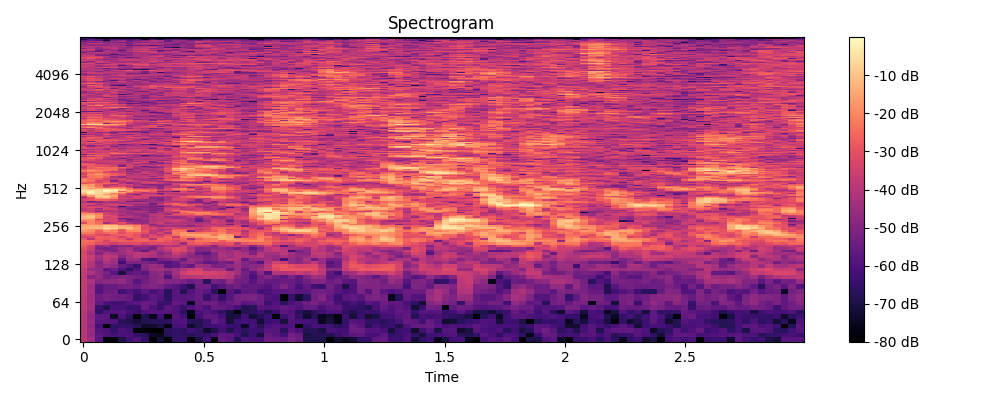 Spectrogram
4096
2048
1024
512
256
128
64
0
Hz
0
0.5
1
1.5
2
2.5
Time
-10 dB
-20 dB
-30 dB
-40 dB
-50 dB
-60 dB
-70 dB
-80 dB